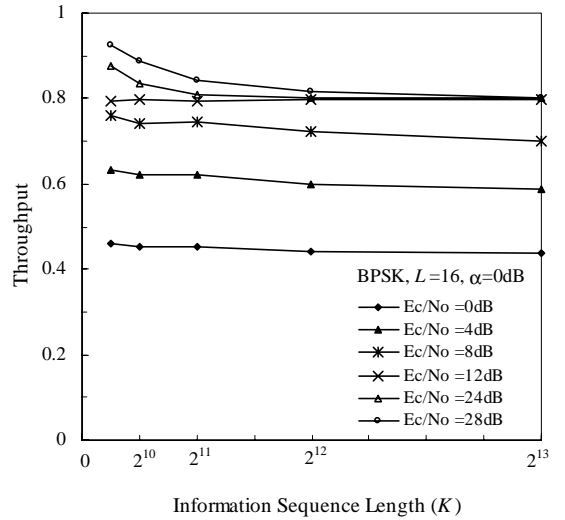 1
0.8
0.6
0.4
0.2
0
Throughput
BPSK, L=16, α=0dB
Ec/No =0dB
Ec/No =4dB
Ec/No =8dB
Ec/No =12dB
Ec/No =24dB
Ec/No =28dB
0 2^10 2^11 2^12 2^13
Information Sequence Length (K)